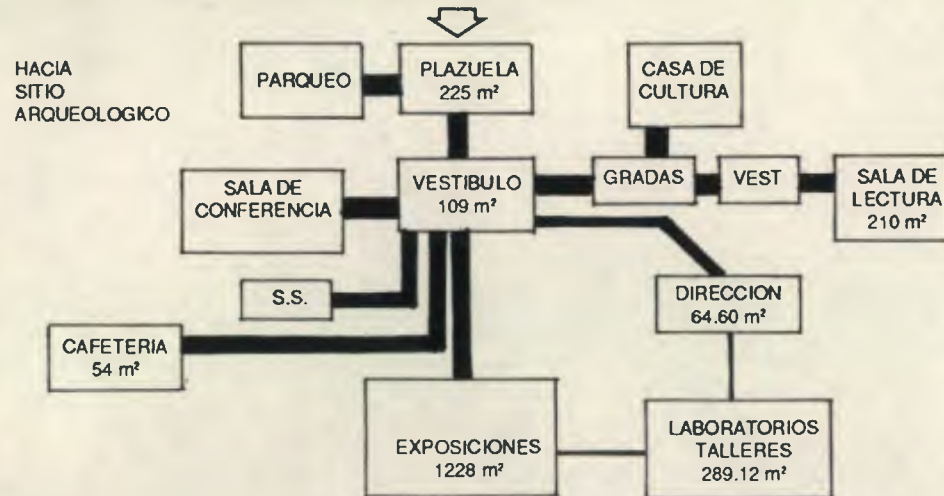 HACIA
SITIO
ARQUEOLOGICO
PARQUEO
PLAZUELA
225 m²
CASA DE
CULTURA
SALA DE
CONFERENCIA
VESTIBULO
109 m²
GRADAS
VEST
SALA DE
LECTURA
210 m²
S.S.
DIRECCION
64.60 m²
CAFETERIA
54 m²
EXPOSICIONES
1228 m²
LABORATORIOS
TALLERES
289.12 m²